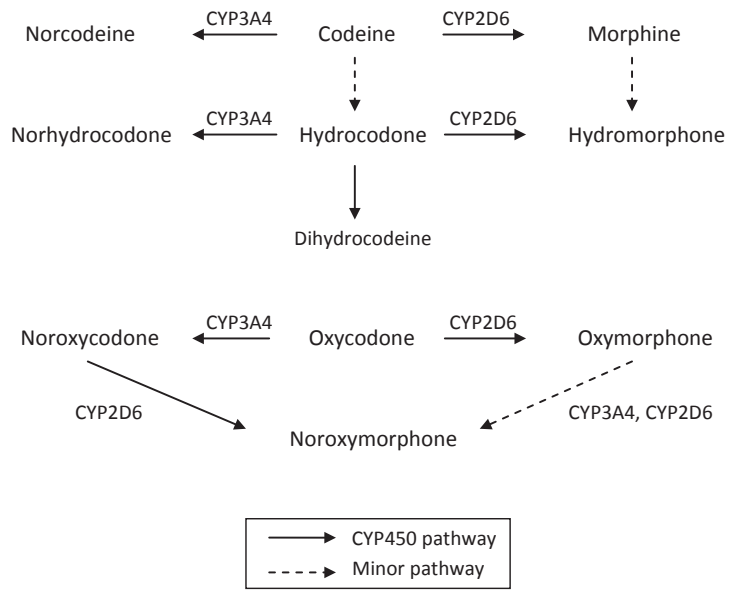 CYP3A4 CYP2D6
Norcodeine Codeine Morphine
CYP3A4 CYP2D6
Norhydrocodone Hydrocodone Hydromorphone
Dihydrocodeine
CYP3A4 CYP2D6
Noroxycodone Oxycodone Oxymorphone
CYP2D6 CYP3A4, CYP2D6
Noroxymorphone
CYP450 pathway
Minor pathway